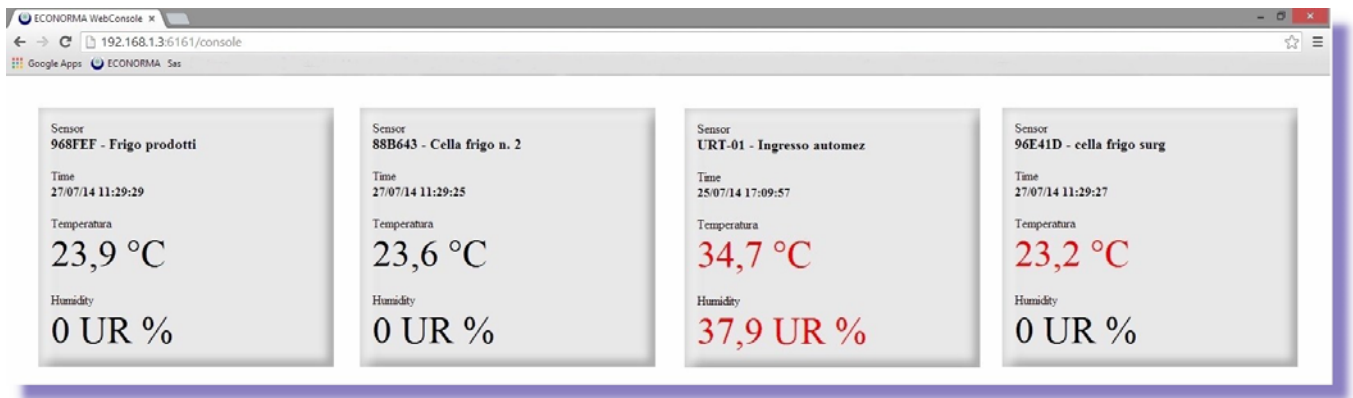 ECONORMA WebConsole
192.168.1.3:6161/console
Google Apps ECONORMA Sas
Sensor
968FEF - Frigo prodotti
Time
27/07/14 11:29:29
Temperatura
23,9 °C
Humidity
0 UR %
Sensor
88B643 - Cella frigo n. 2
Time
27/07/14 11:29:25
Temperatura
23,6 °C
Humidity
0 UR %
Sensor
URT-01 - Ingresso automez
Time
25/07/14 17:09:57
Temperatura
34,7 °C
Humidity
37,9 UR %
Sensor
96E41D - cella frigo surg
Time
27/07/14 11:29:27
Temperatura
23,2 °C
Humidity
0 UR %